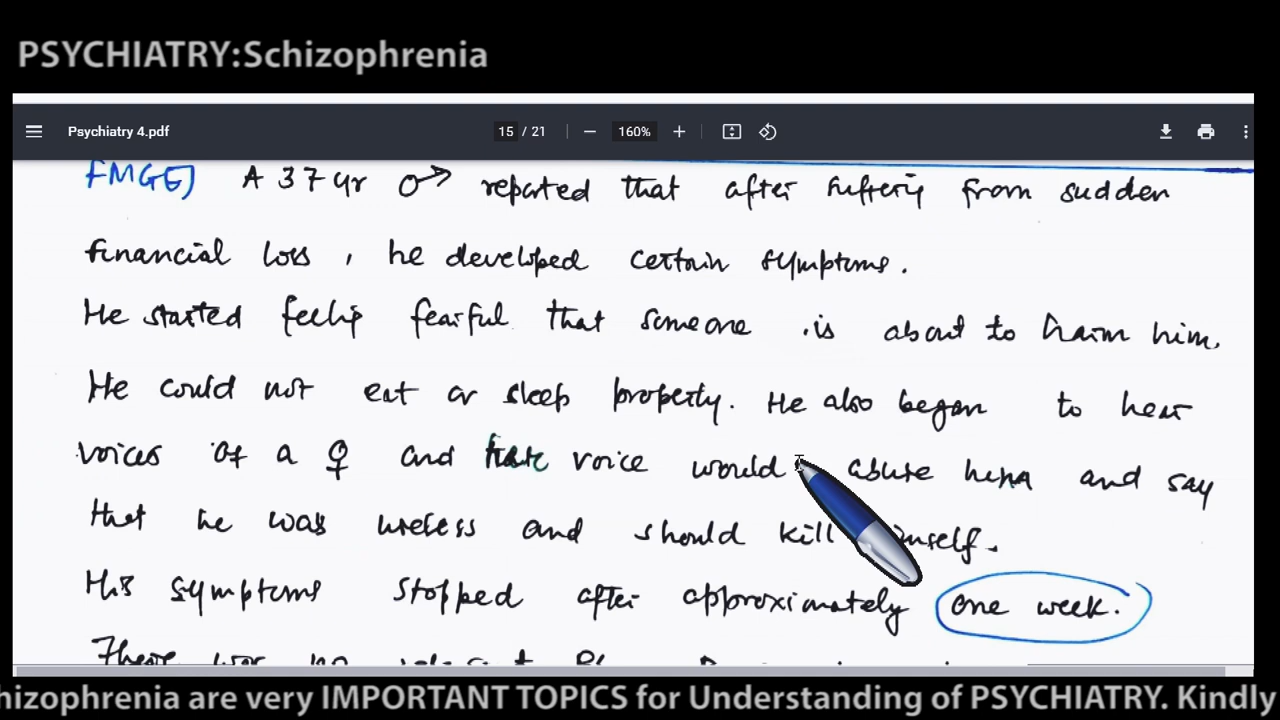 PSYCHIATRY:Schizophrenia
Psychiatry 4.pdf 15 / 21 160%
FMGE) A 37 yr ♂ reported that after suffering from sudden
financial loss, he developed certain symptoms.
He started feeling fearful that someone is about to harm him.
He could not eat or sleep properly. He also began to hear
voices of a ♀ and voice would abuse him and say
that he was useless and should kill
His symptoms stopped after approximately one week.
There was no
hizophrenia are very IMPORTANT TOPICS for Understanding of PSYCHIATRY. Kindly